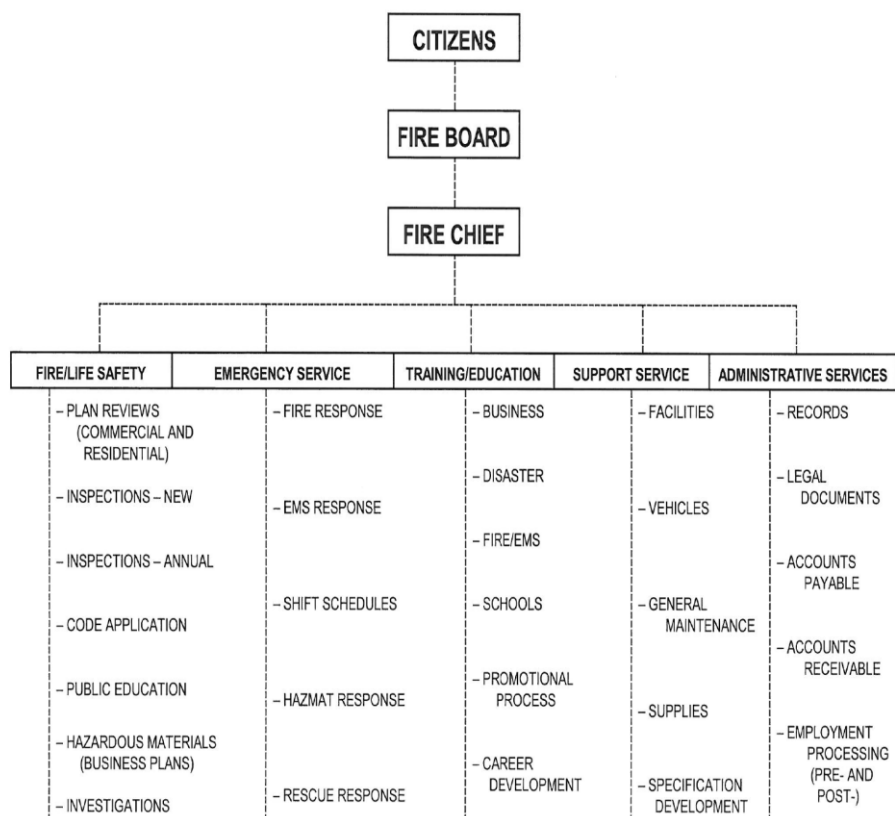 CITIZENS
FIRE BOARD
FIRE CHIEF
FIRE/LIFE SAFETY
– PLAN REVIEWS
(COMMERCIAL AND
RESIDENTIAL)
– INSPECTIONS – NEW
– INSPECTIONS – ANNUAL
– CODE APPLICATION
– PUBLIC EDUCATION
– HAZARDOUS MATERIALS
(BUSINESS PLANS)
– INVESTIGATIONS
EMERGENCY SERVICE
– FIRE RESPONSE
– EMS RESPONSE
– SHIFT SCHEDULES
– HAZMAT RESPONSE
– RESCUE RESPONSE
TRAINING/EDUCATION
– BUSINESS
– DISASTER
– FIRE/EMS
– SCHOOLS
– PROMOTIONAL
PROCESS
– CAREER
DEVELOPMENT
SUPPORT SERVICE
– FACILITIES
– VEHICLES
– GENERAL
MAINTENANCE
– SUPPLIES
– SPECIFICATION
DEVELOPMENT
ADMINISTRATIVE SERVICES
– RECORDS
– LEGAL
DOCUMENTS
– ACCOUNTS
PAYABLE
– ACCOUNTS
RECEIVABLE
– EMPLOYMENT
PROCESSING
(PRE- AND
POST-)